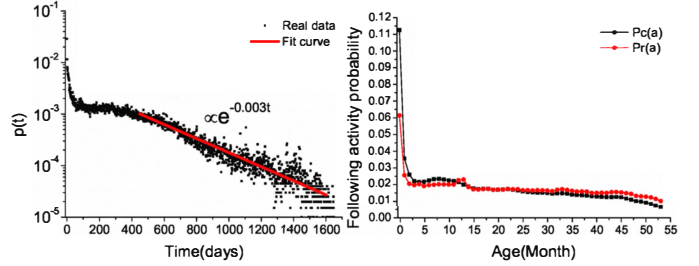 10^-1
10^-2
10^-3
10^-4
10^-5
p(t)
Real data
Fit curve
∝e^-0.003t
0 200 400 600 800 1000 1200 1400 1600
Time(days)
0.12
0.11
0.10
0.09
0.08
0.07
0.06
0.05
0.04
0.03
0.02
0.01
0.00
Following activity probability
Pc(a)
Pr(a)
0 5 10 15 20 25 30 35 40 45 50 55
Age(Month)